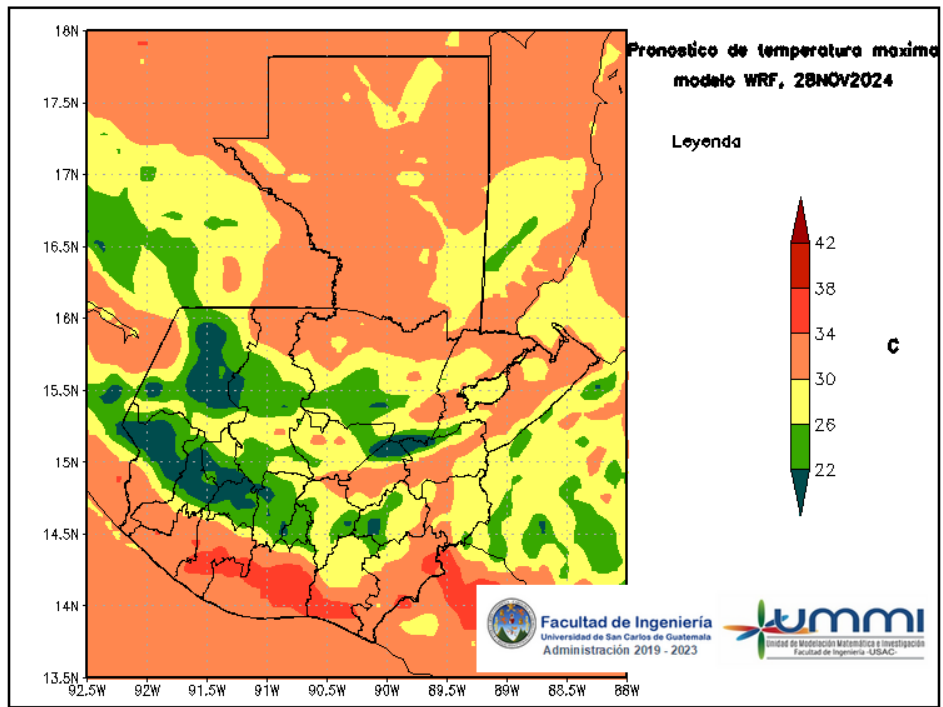 Pronostico de temperatura maxima
modelo WRF, 28NOV2024
Leyenda
42
38
34
30
26
22
C
18N
17.5N
17N
16.5N
16N
15.5N
15N
14.5N
14N
13.5N
92.5W
92W
91.5W
91W
90.5W
90W
89.5W
89W
88.5W
88W
Facultad de Ingeniería
Universidad de San Carlos de Guatemala
Administración 2019 - 2023
UMMI
Unidad de Modelación Matemática e Investigación
Facultad de Ingeniería -USAC-